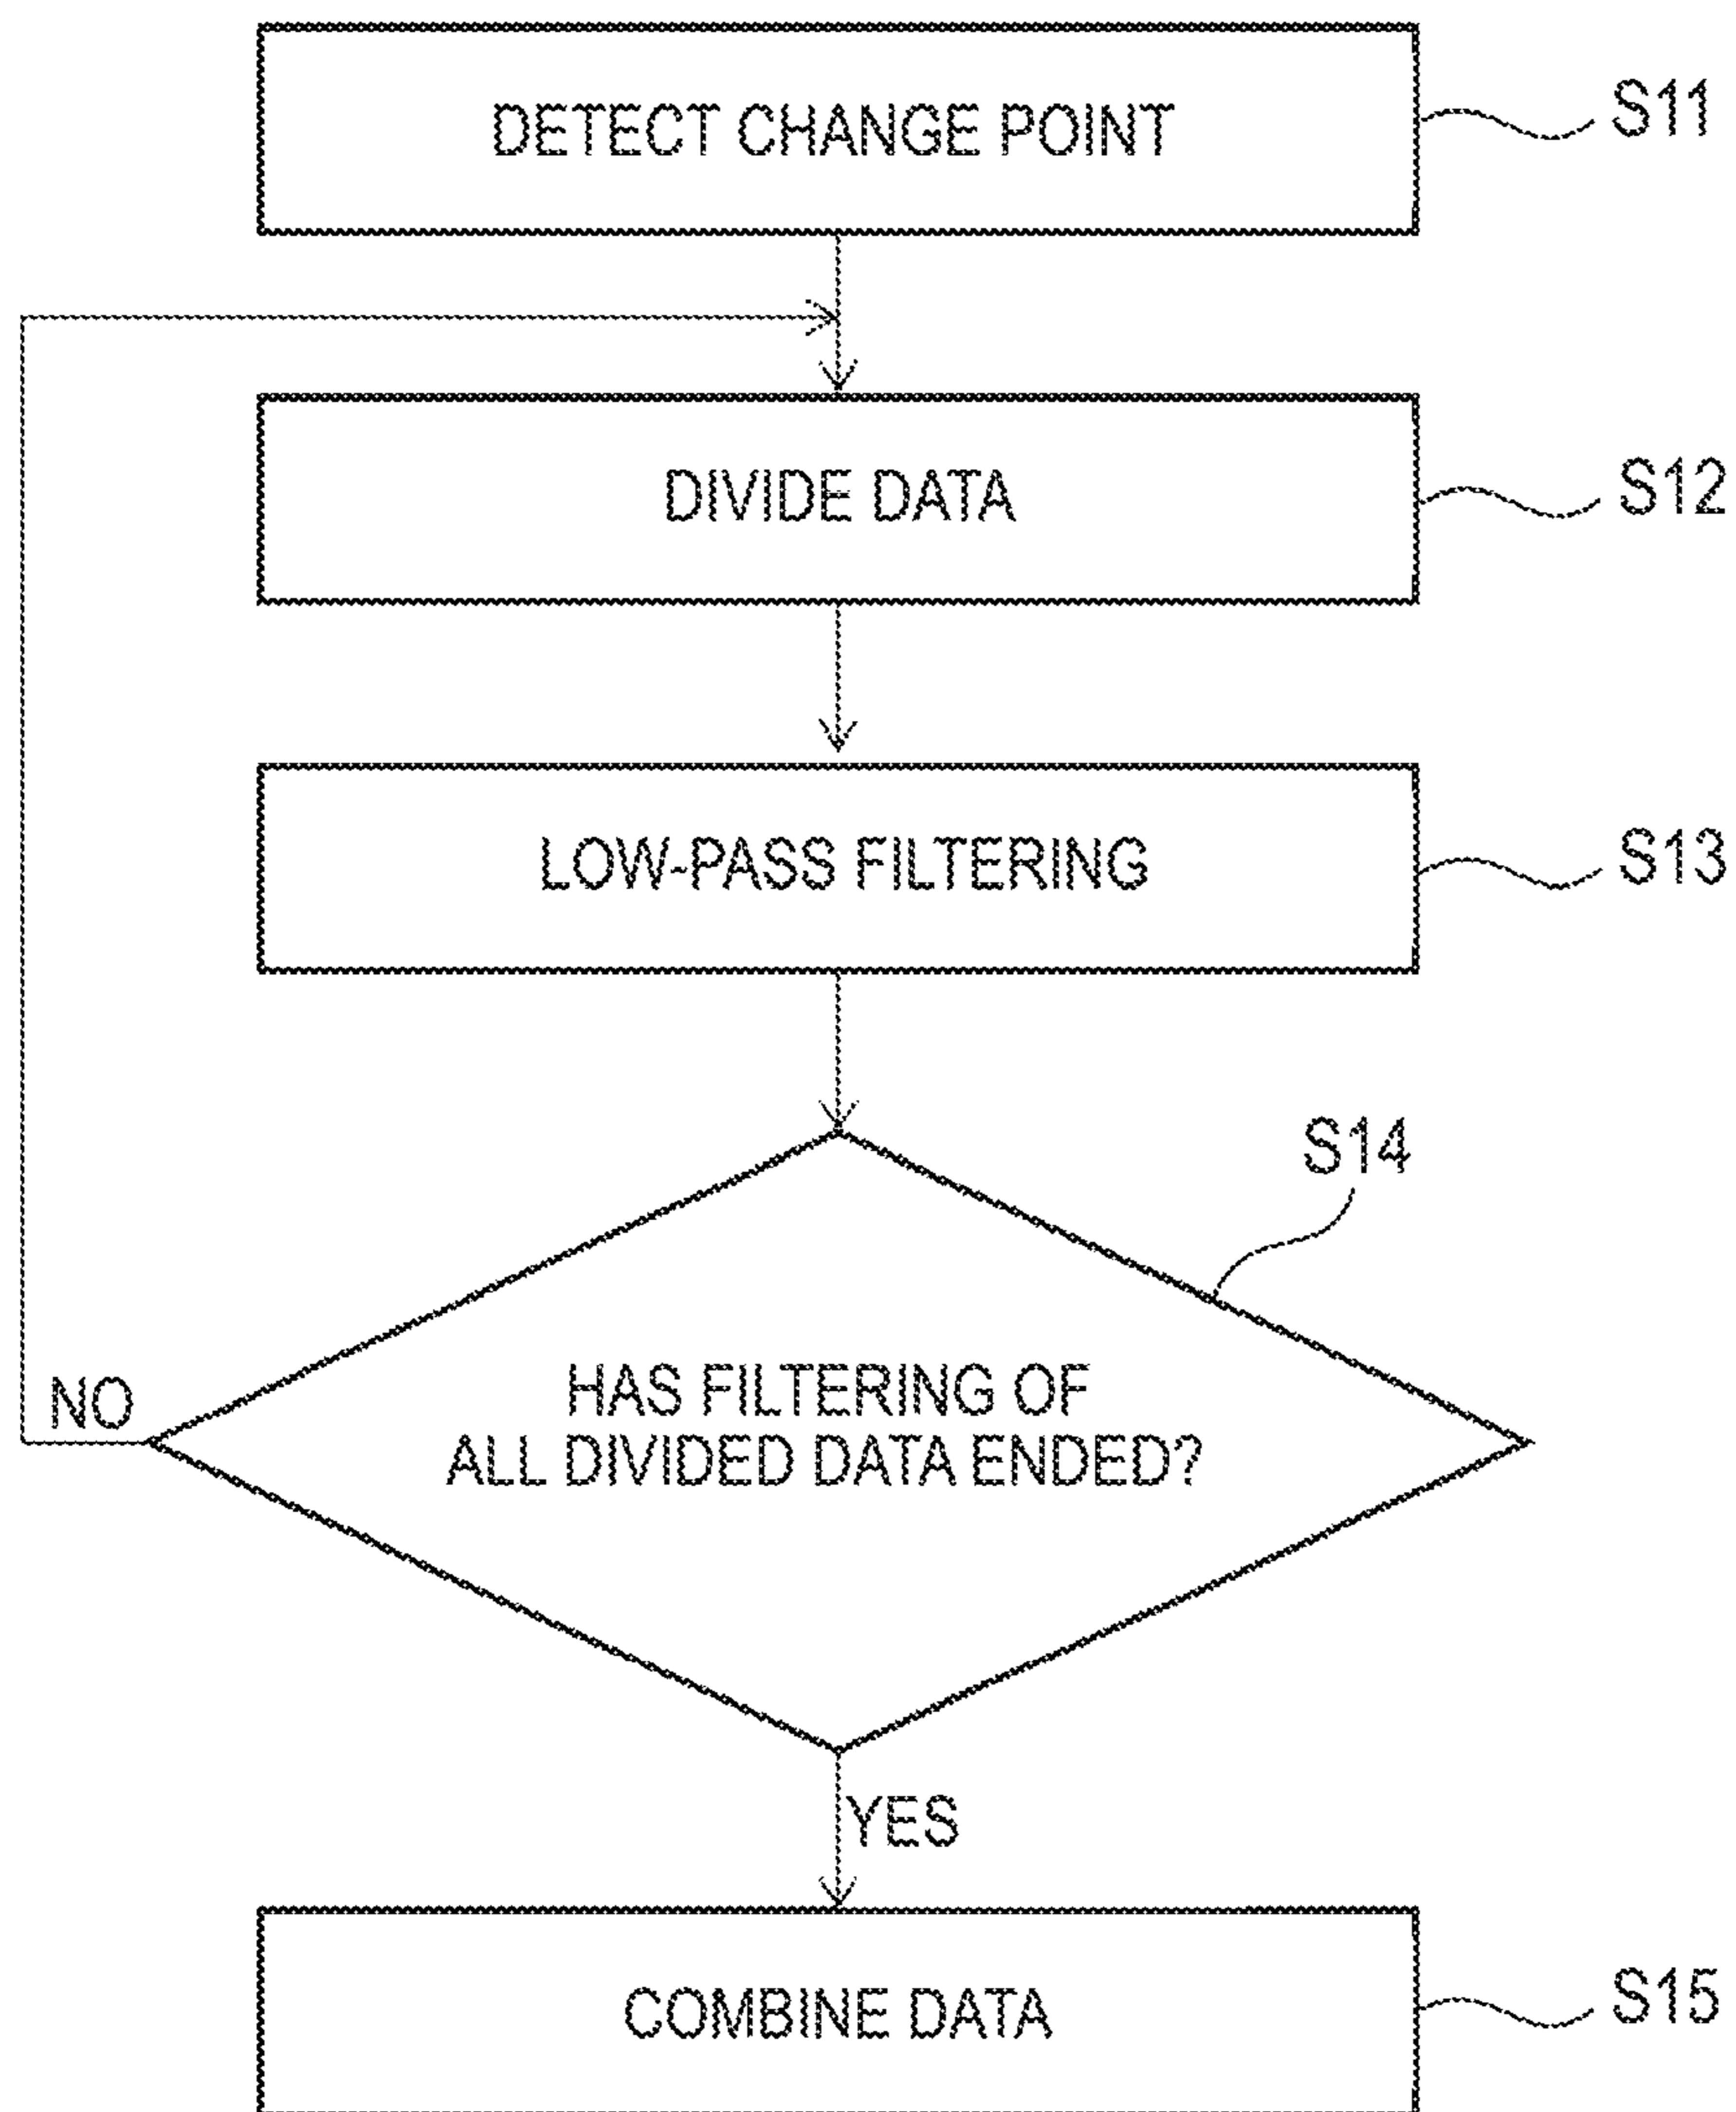 DETECT CHANGE POINT
S11
DIVIDE DATA
S12
LOW-PASS FILTERING
S13
S14
HAS FILTERING OF
ALL DIVIDED DATA ENDED?
NO
YES
COMBINE DATA
S15